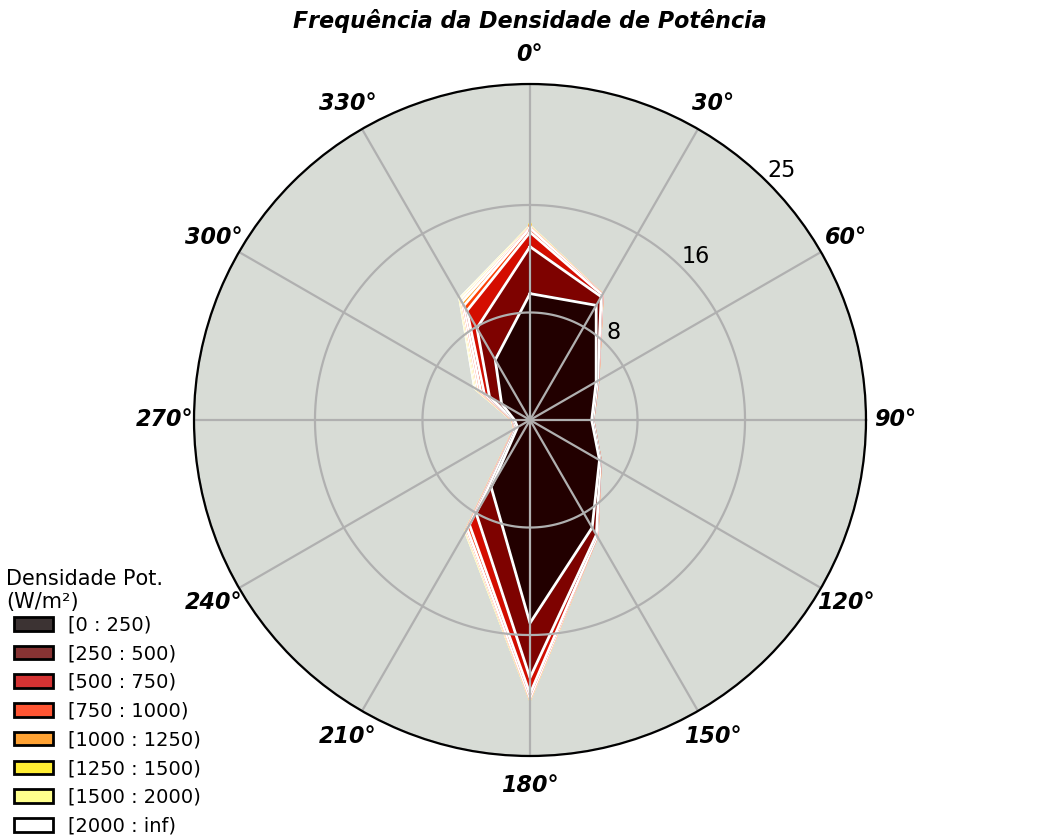 Frequência da Densidade de Potência
0°
330°
30°
25
300°
60°
16
8
270°
90°
Densidade Pot.
(W/m²)
240°
120°
[0 : 250)
[250 : 500)
[500 : 750)
[750 : 1000)
210°
150°
[1000 : 1250)
[1250 : 1500)
180°
[1500 : 2000)
[2000 : inf)